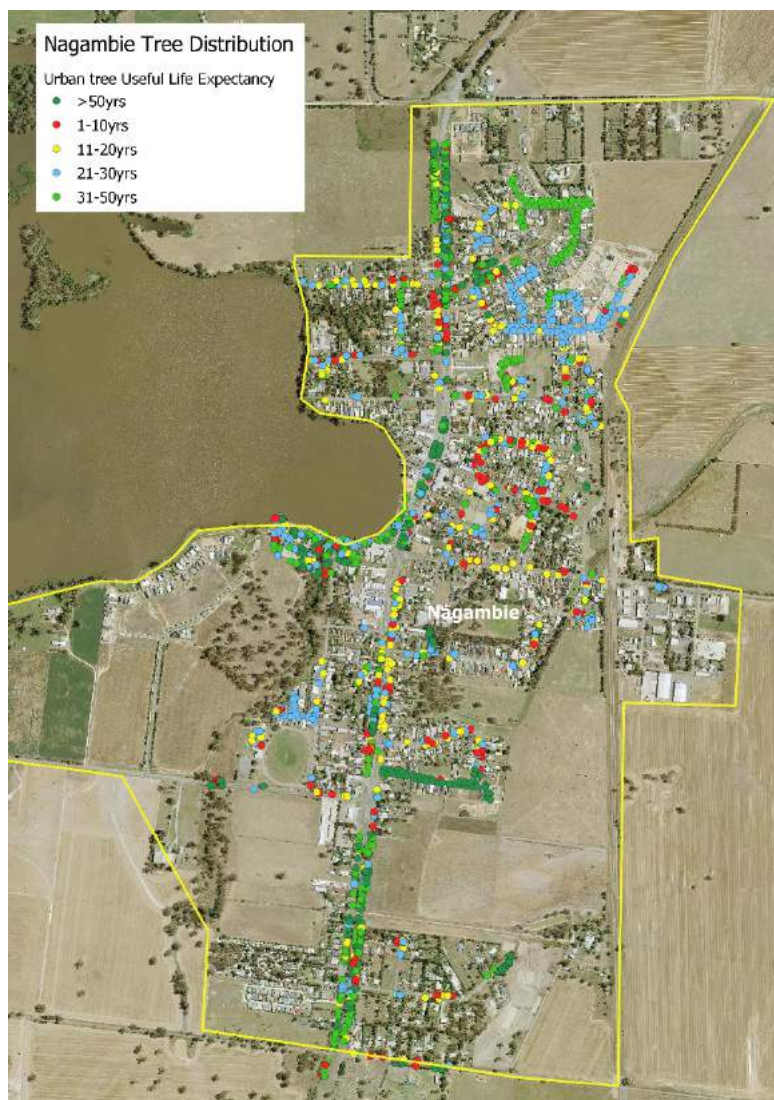 Nagambie Tree Distribution
Urban tree Useful Life Expectancy
>50yrs
1-10yrs
11-20yrs
21-30yrs
31-50yrs
Nagambie